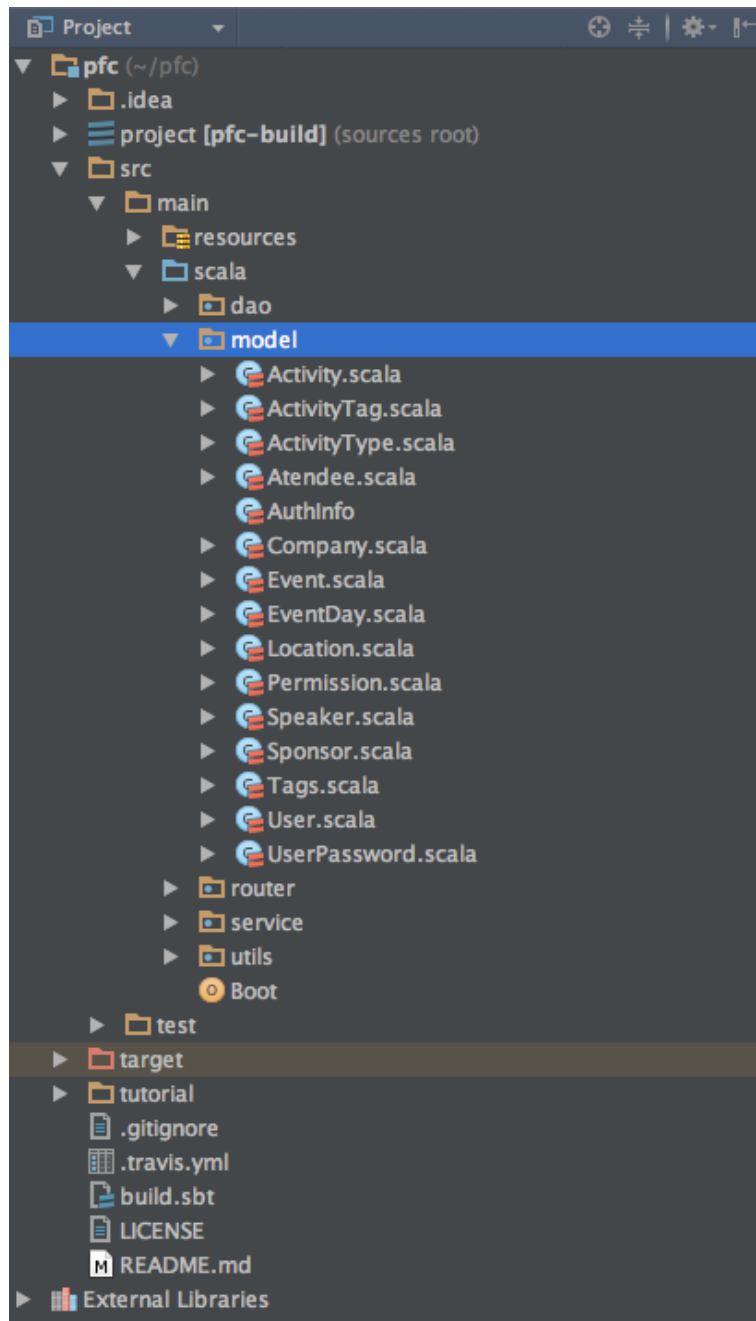 Project
pfc (~/pfc)
.idea
project [pfc-build] (sources root)
src
main
resources
scala
dao
model
Activity.scala
ActivityTag.scala
ActivityType.scala
Atendee.scala
AuthInfo
Company.scala
Event.scala
EventDay.scala
Location.scala
Permission.scala
Speaker.scala
Sponsor.scala
Tags.scala
User.scala
UserPassword.scala
router
service
utils
Boot
test
target
tutorial
.gitignore
.travis.yml
build.sbt
LICENSE
README.md
External Libraries